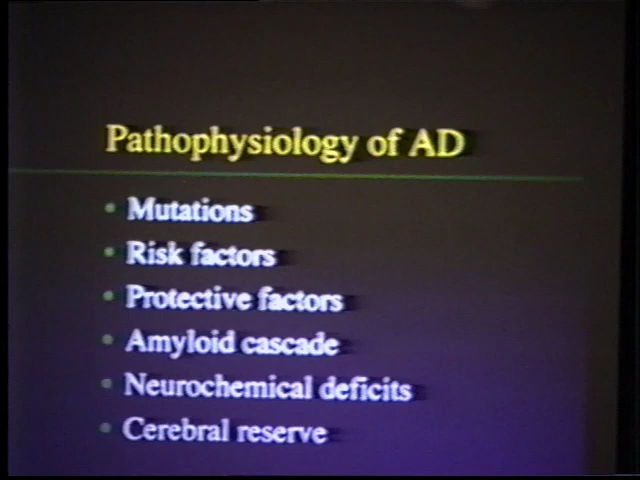 Pathophysiology of AD
• Mutations
• Risk factors
• Protective factors
• Amyloid cascade
• Neurochemical deficits
• Cerebral reserve